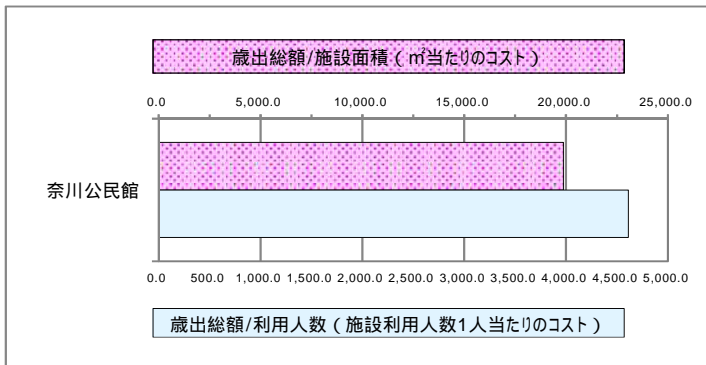 歳出総額/施設面積（㎡当たりのコスト）
0.0 5,000.0 10,000.0 15,000.0 20,000.0 25,000.0
奈川公民館
0.0 500.0 1,000.0 1,500.0 2,000.0 2,500.0 3,000.0 3,500.0 4,000.0 4,500.0 5,000.0
歳出総額/利用人数（施設利用人数1人当たりのコスト）